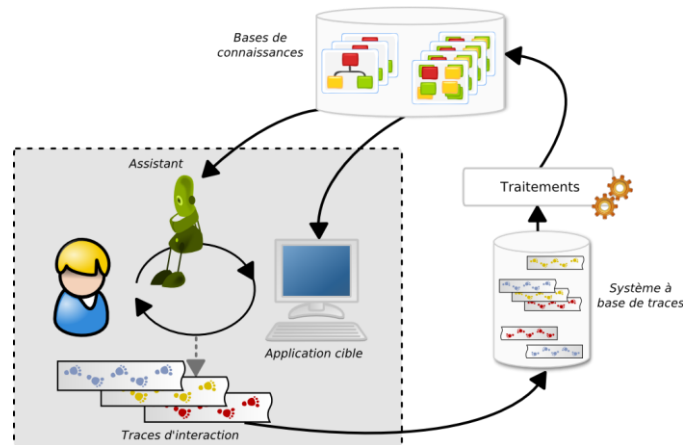 Bases de
connaissances
Assistant
Traitements
Système à
base de traces
Application cible
Traces d'interaction